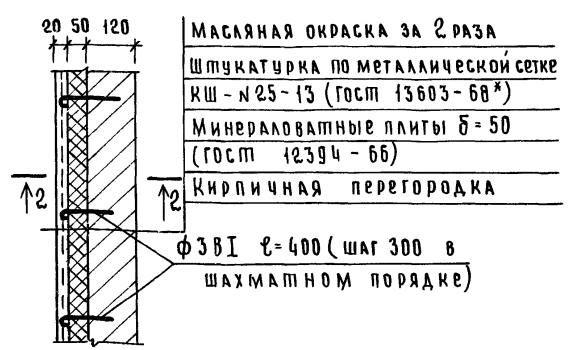 20 50 120
Масляная окраска за 2 раза
Штукатурка по металлической сетке
КШ-N25-13 (ГОСТ 13603-68*)
Минераловатные плиты δ=50
(ГОСТ 12394-66)
Кирпичная перегородка
2 2
ϕ3ВI ℓ=400 (шаг 300 в
шахматном порядке)